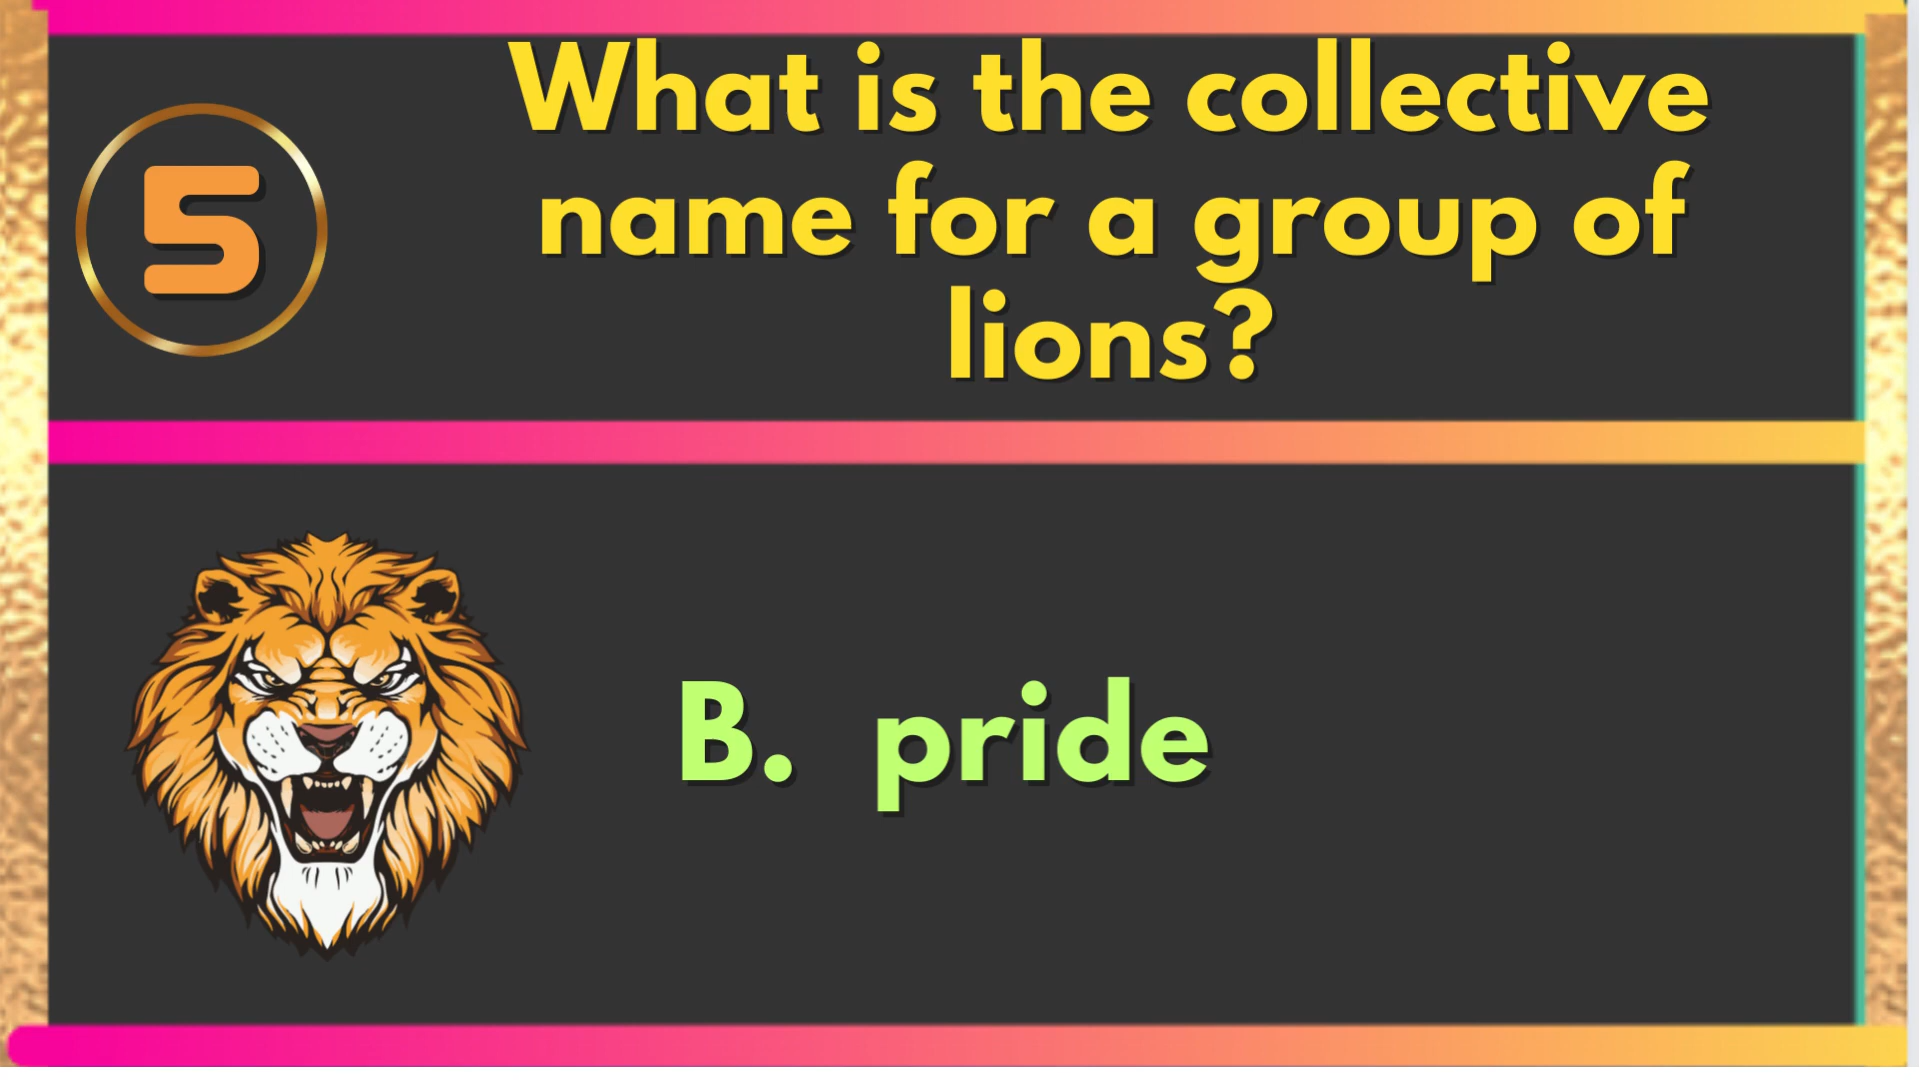 5
What is the collective
name for a group of
lions?
B. pride